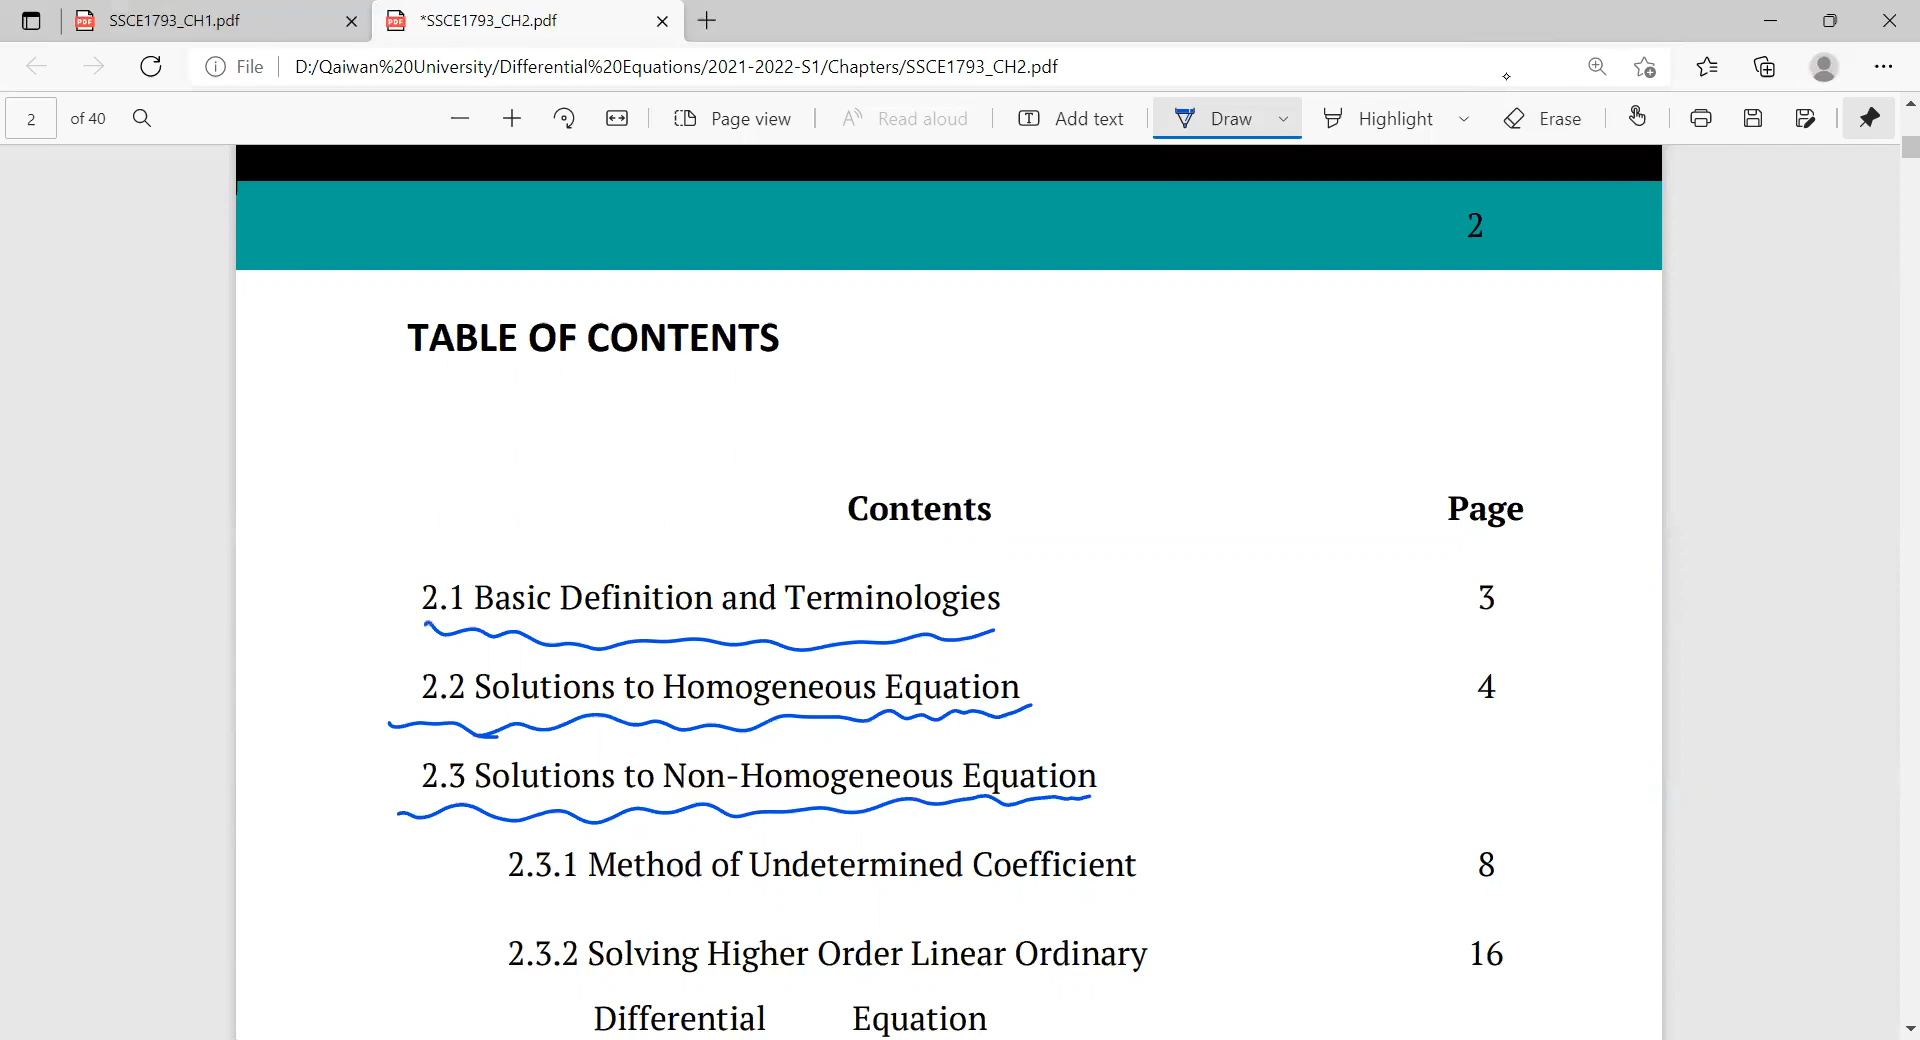 SSCE1793_CH1.pdf
*SSCE1793_CH2.pdf
File
D:/Qaiwan%20University/Differential%20Equations/2021-2022-S1/Chapters/SSCE1793_CH2.pdf
2 of 40
Page view
Read aloud
Add text
Draw
Highlight
Erase
2
TABLE OF CONTENTS
Contents Page
2.1 Basic Definition and Terminologies 3
2.2 Solutions to Homogeneous Equation 4
2.3 Solutions to Non-Homogeneous Equation
2.3.1 Method of Undetermined Coefficient 8
2.3.2 Solving Higher Order Linear Ordinary 16
Differential Equation